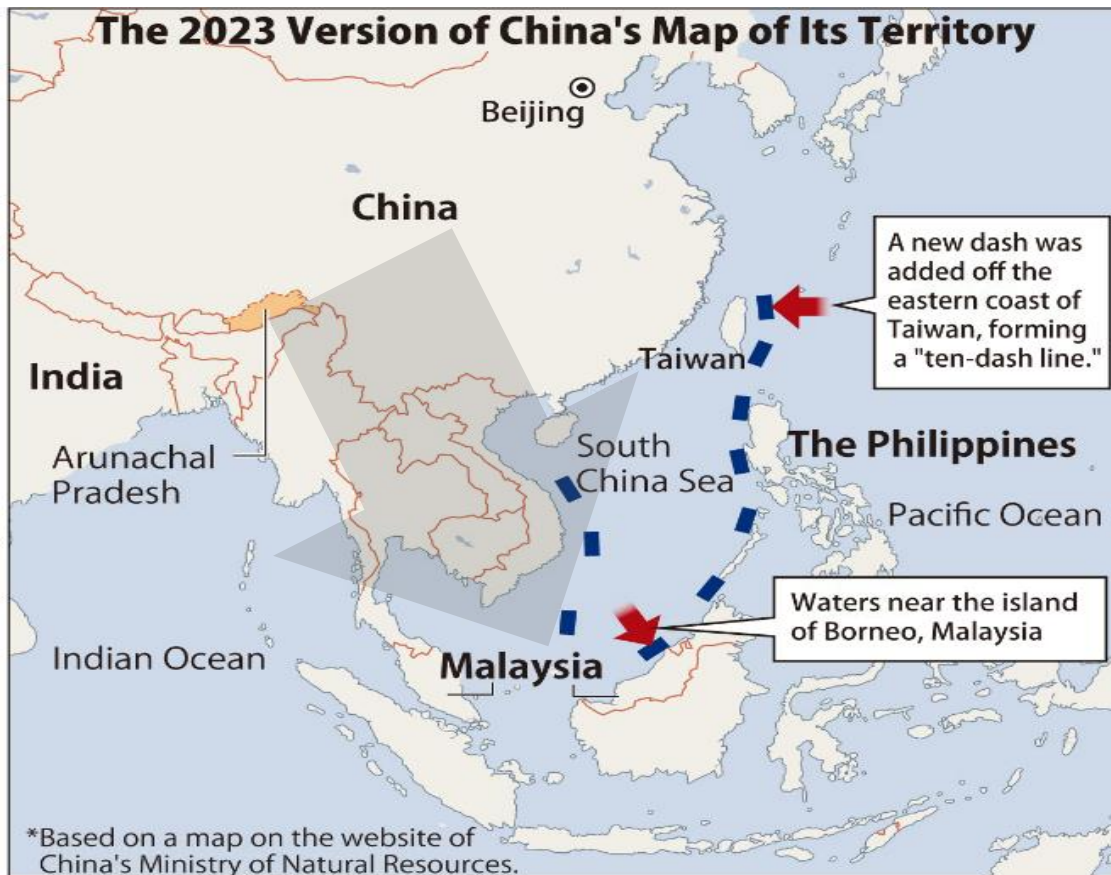 The 2023 Version of China's Map of Its Territory
Beijing
China
A new dash was
added off the
eastern coast of
Taiwan, forming
a "ten-dash line."
Taiwan
India
Arunachal
Pradesh
South
China Sea
The Philippines
Pacific Ocean
Waters near the island
of Borneo, Malaysia
Indian Ocean
Malaysia
*Based on a map on the website of
China's Ministry of Natural Resources.